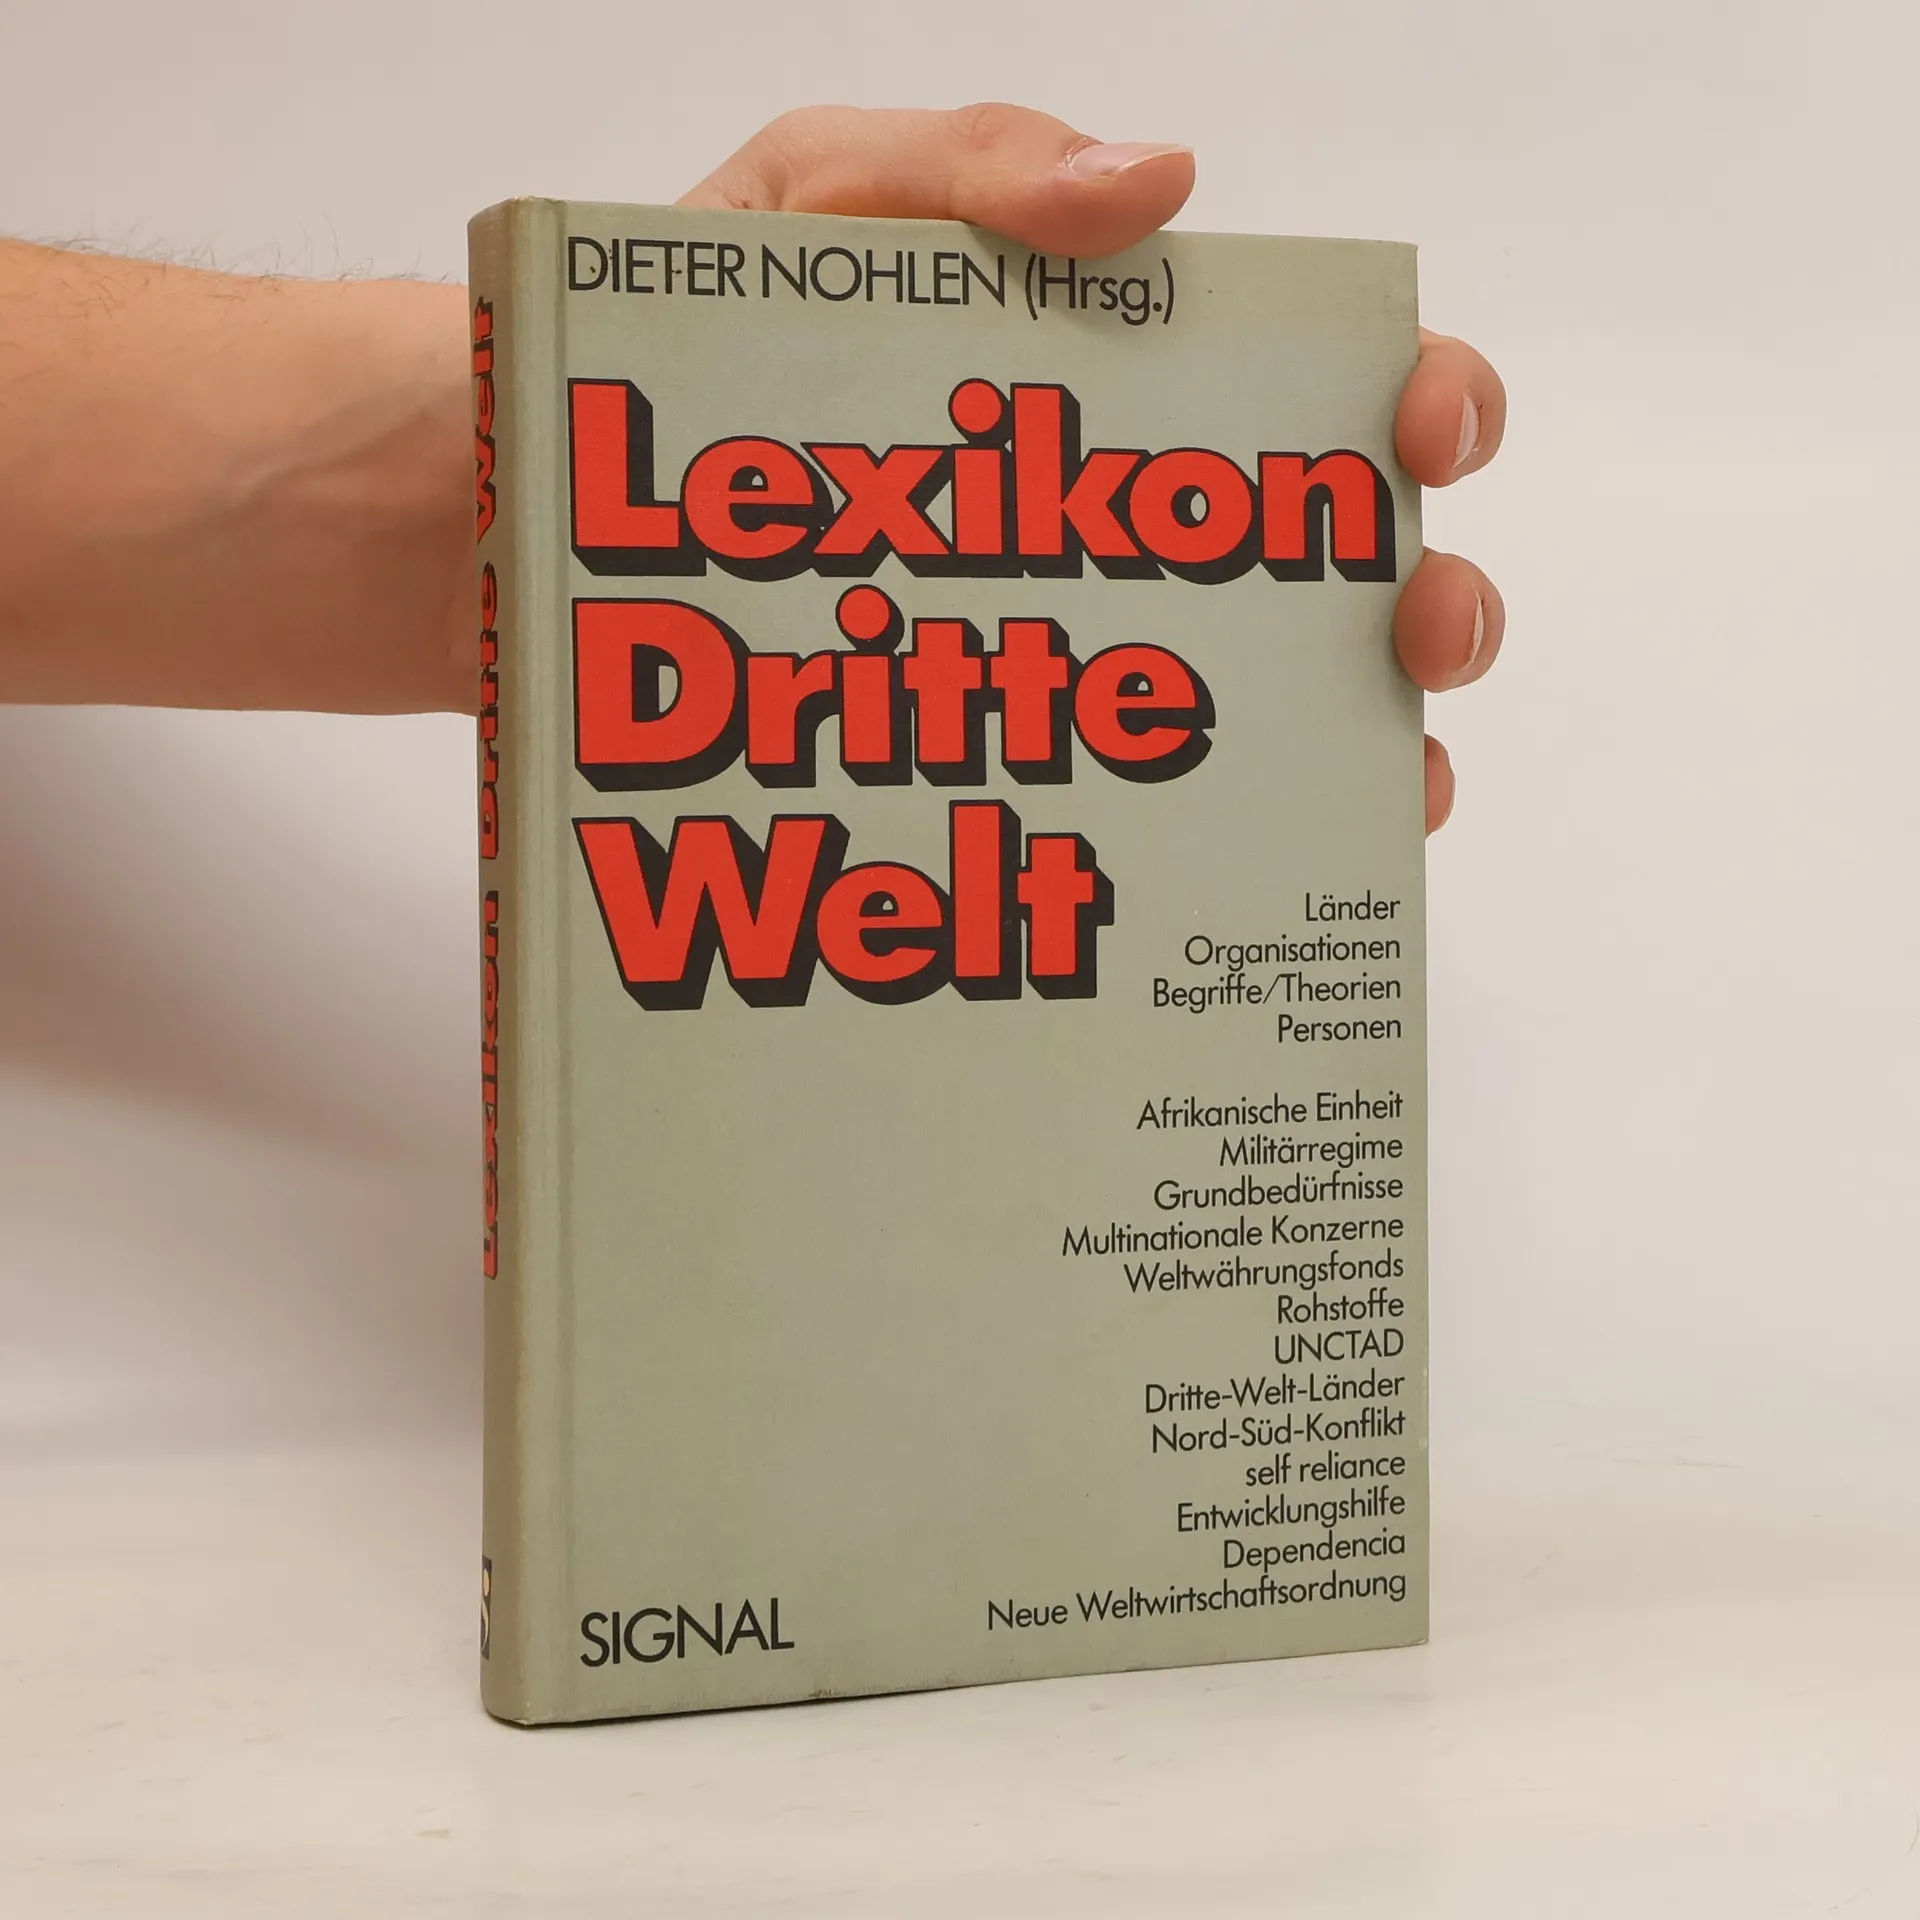 DIETER NOHLEN (Hrsg.)
Lexikon
Dritte
Welt
Länder
Organisationen
Begriffe/Theorien
Personen
Afrikanische Einheit
Militärregime
Grundbedürfnisse
Multinationale Konzerne
Weltwährungsfonds
Rohstoffe
UNCTAD
Dritte-Welt-Länder
Nord-Süd-Konflikt
self reliance
Entwicklungshilfe
Dependencia
Neue Weltwirtschaftsordnung
SIGNAL
Lexikon Dritte Welt